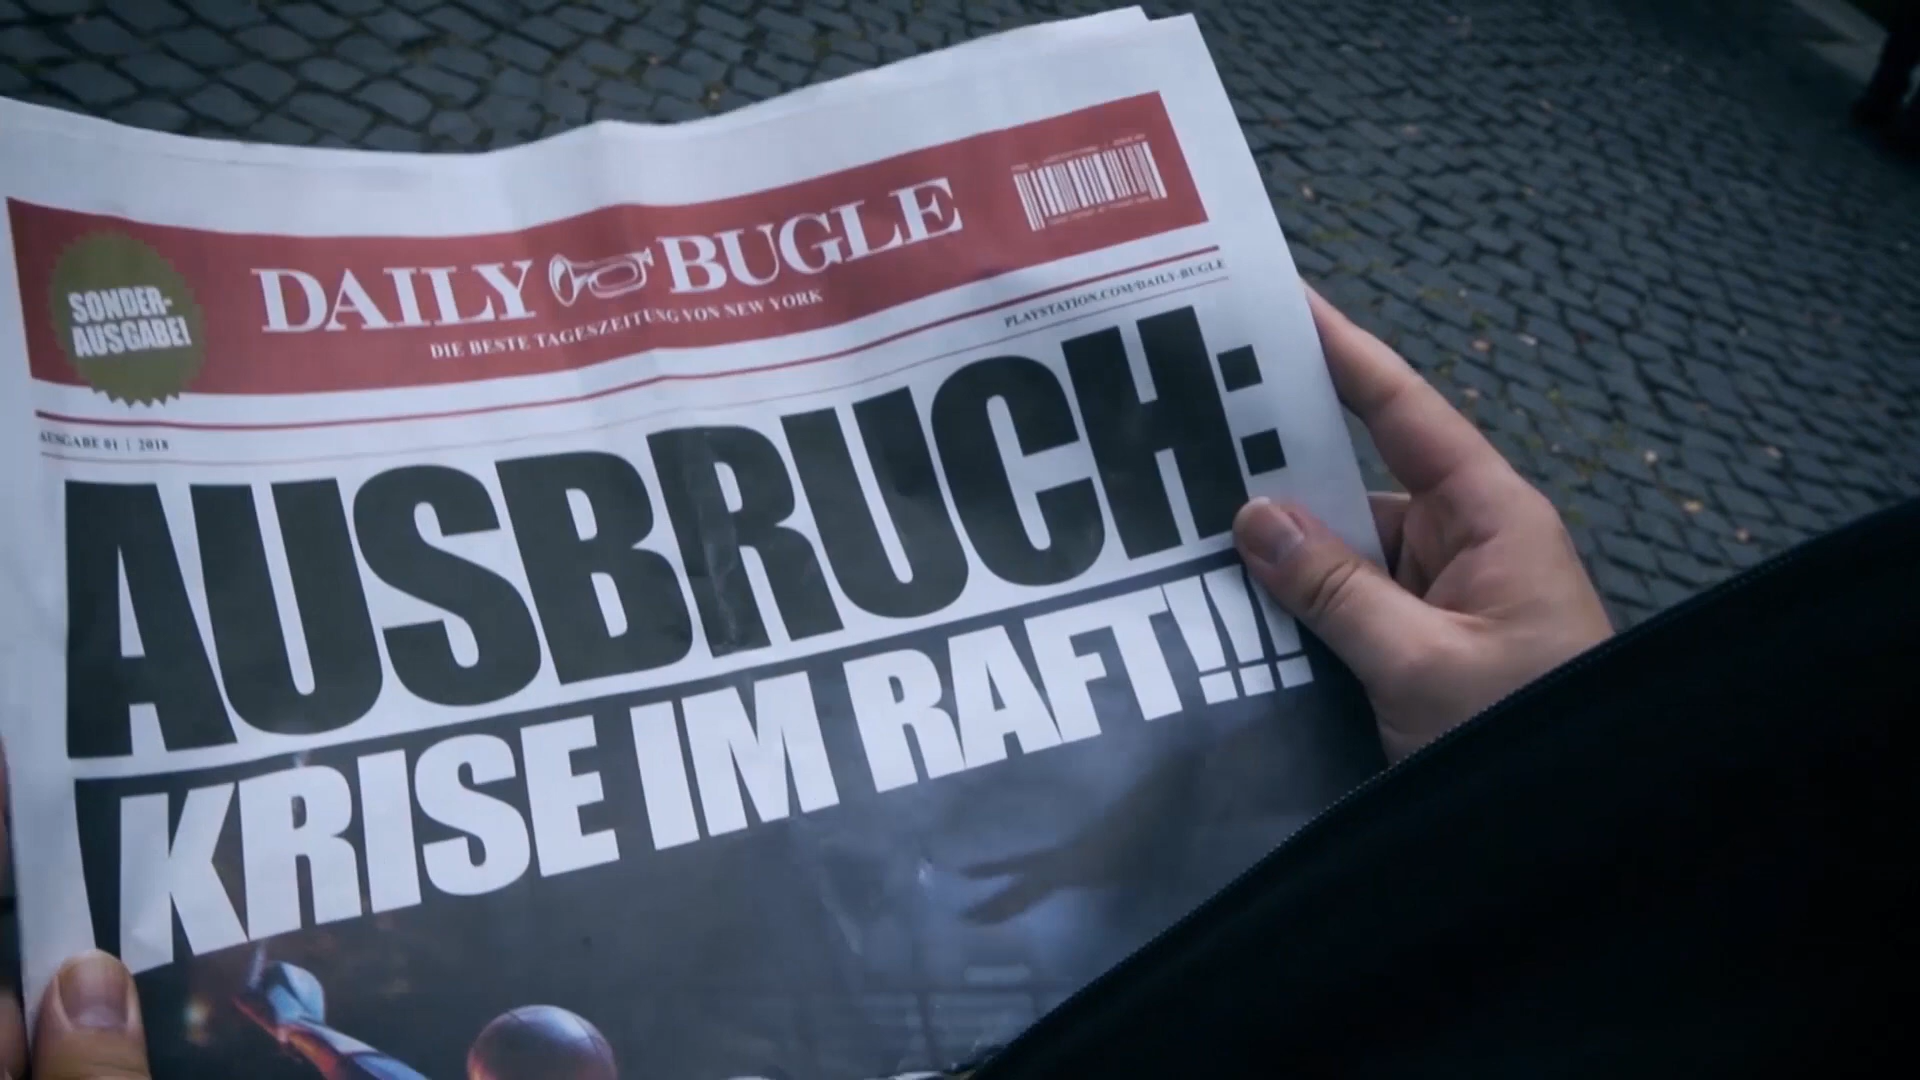 SONDER-
AUSGABE!
DAILY BUGLE
DIE BESTE TAGESZEITUNG VON NEW YORK
PLAYSTATION.COM/DAILY-BUGLE
AUSGABE 01 | 2018
AUSBRUCH:
KRISE IM RAFT!!!